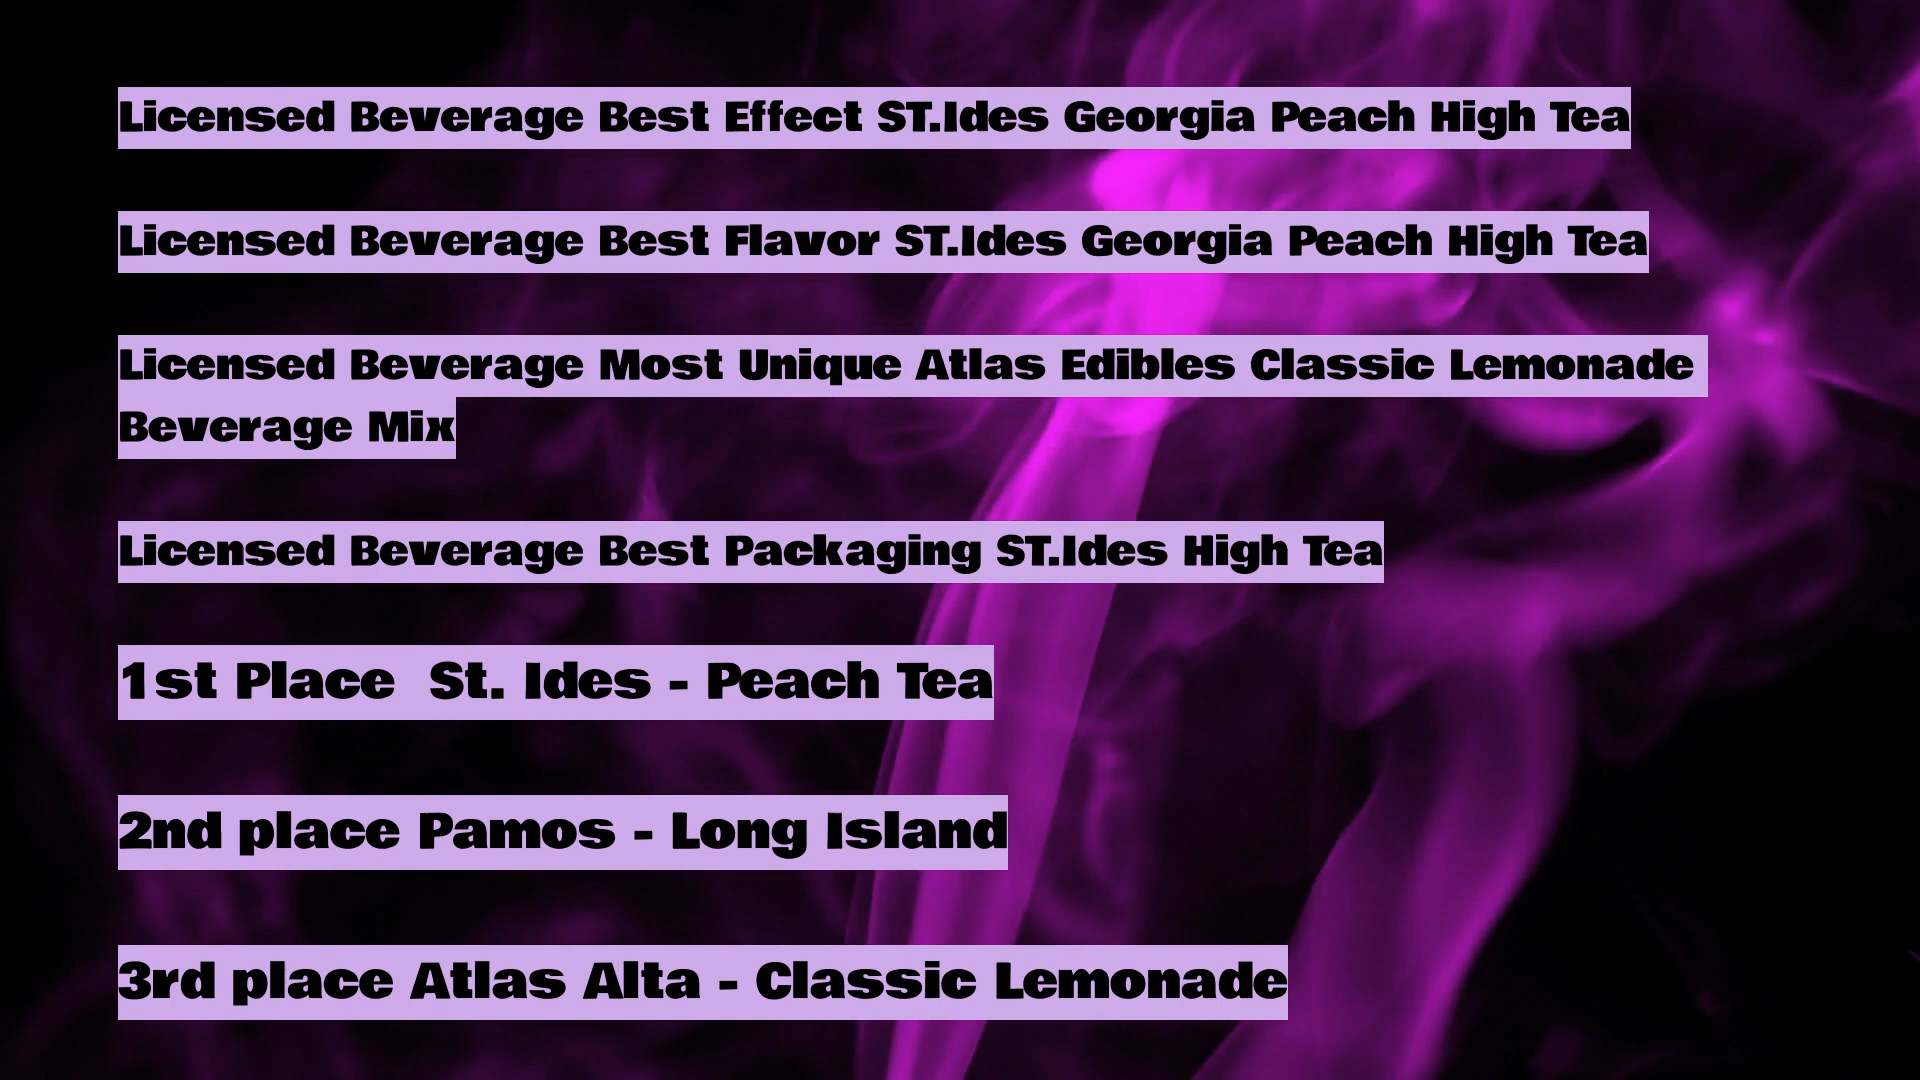 Licensed Beverage Best Effect ST.Ides Georgia Peach High Tea
Licensed Beverage Best Flavor ST.Ides Georgia Peach High Tea
Licensed Beverage Most Unique Atlas Edibles Classic Lemonade
Beverage Mix
Licensed Beverage Best Packaging ST.Ides High Tea
1st Place  St. Ides - Peach Tea
2nd place Pamos - Long Island
3rd place Atlas Alta - Classic Lemonade